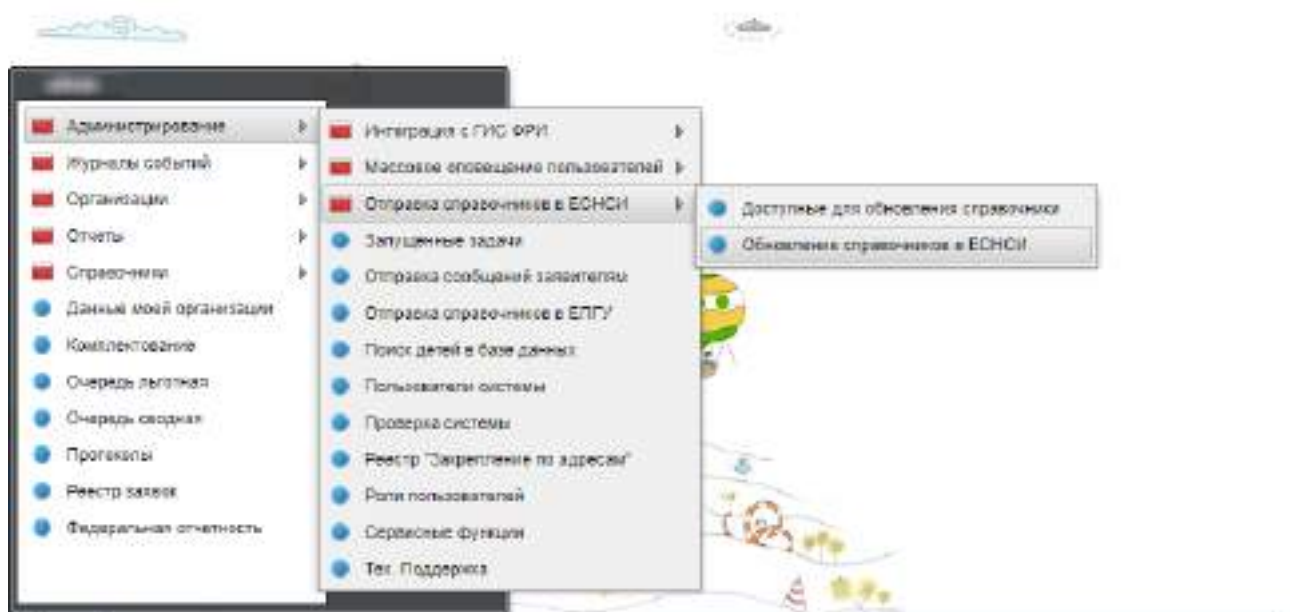 Администрирование
Журналы событий
Организации
Отчеты
Справочники
Данные моей организации
Комплектование
Очередь льготная
Очередь сводная
Протоколы
Реестр заявок
Федеральная отчетность
Интеграция с ГИС ФРИ
Массовое оповещение пользователей
Отправка справочников в ЕСНСИ
Запущенные задачи
Отправка сообщений заявителям
Отправка справочников в ЕПГУ
Поиск детей в базе данных
Пользователи системы
Проверка системы
Реестр "Закрепление по адресам"
Роли пользователей
Сервисные функции
Тех. Поддержка
Доступные для обновления справочники
Обновления справочников в ЕСНСИ